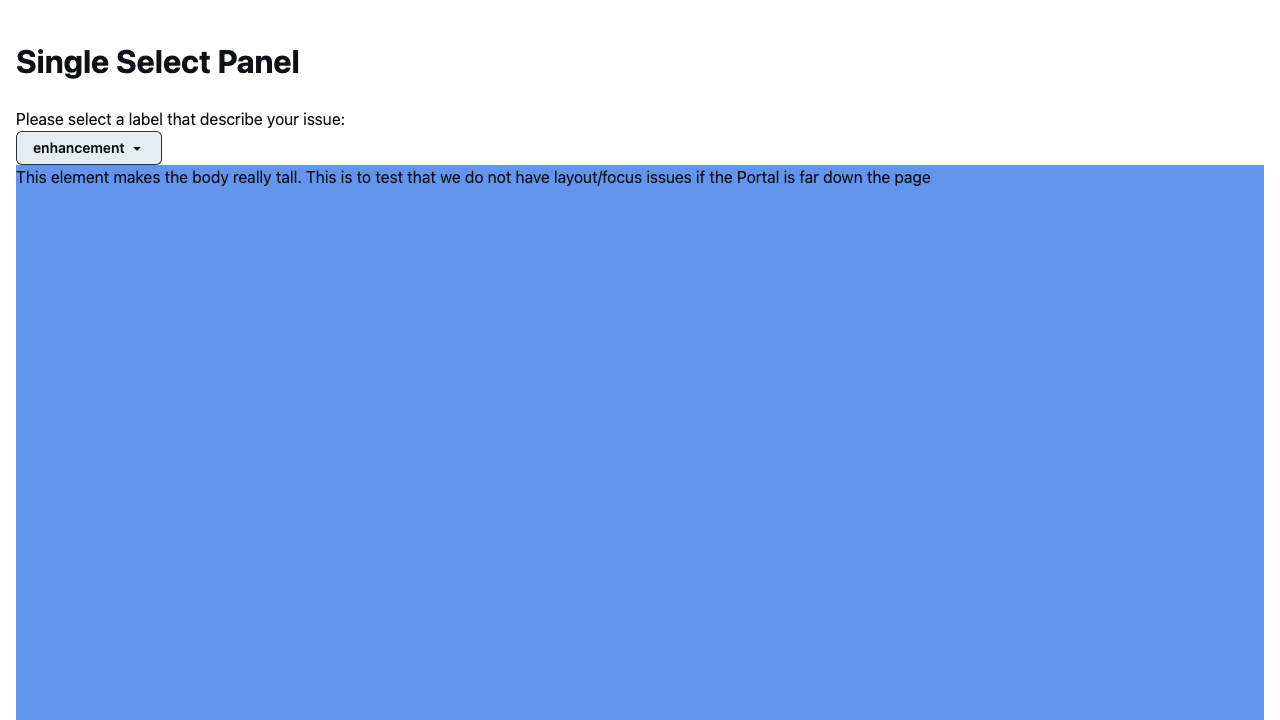 Single Select Panel
Please select a label that describe your issue:
enhancement
This element makes the body really tall. This is to test that we do not have layout/focus issues if the Portal is far down the page